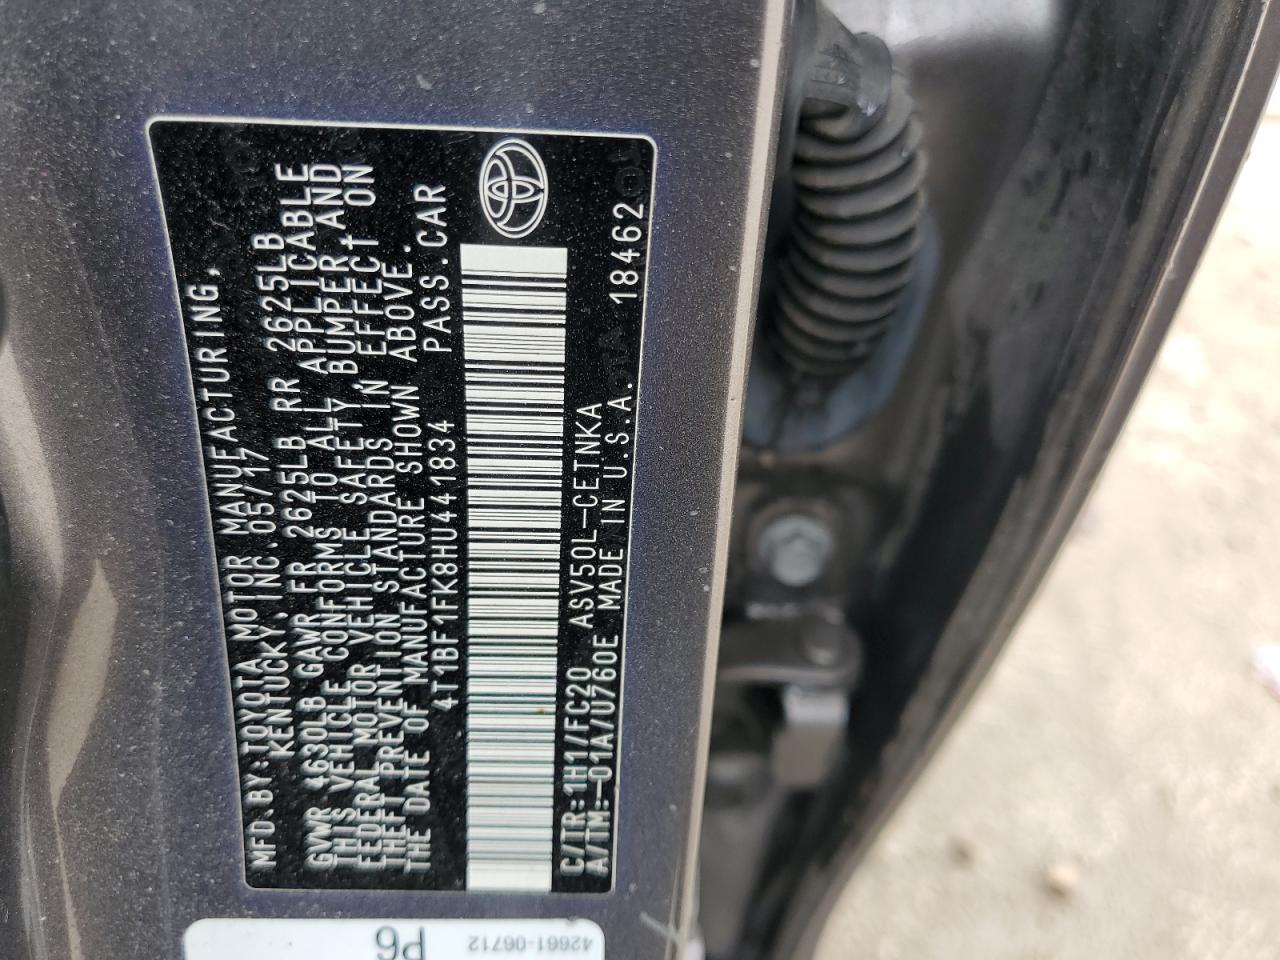 MFD.BY:TOYOTA MOTOR MANUFACTURING,
KENTUCKY, INC.05/17
GVWR 4630LB GAWR FR 2625LB RR 2625LB
THIS VEHICLE CONFORMS TO ALL APPLICABLE
FEDERAL MOTOR VEHICLE SAFETY,BUMPER,AND
THEFT PREVENTION STANDARDS IN EFFECT ON
THE DATE OF MANUFACTURE SHOWN ABOVE.
4T1BF1FK8HU441834 PASS.CAR
C/TR:1H1/FC20 ASV50L-CETNKA
A/TM:-01A/U760E MADE IN U.S.A. 18462
P6
42661-06712